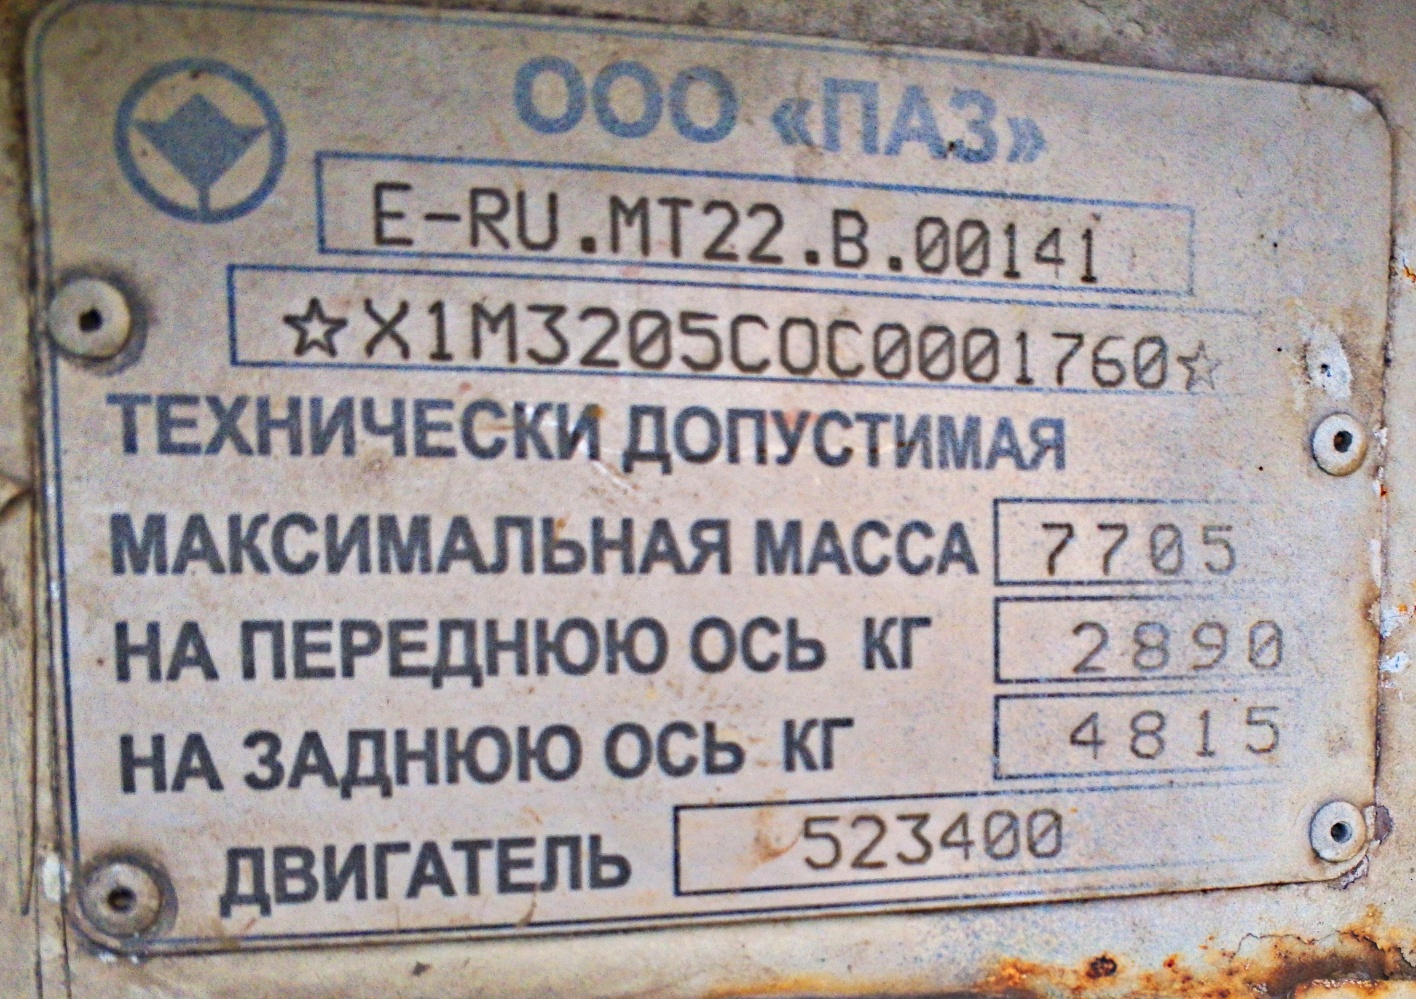 ООО «ПАЗ»
E-RU.MT22.B.00141
☆X1M3205COC0001760☆
ТЕХНИЧЕСКИ ДОПУСТИМАЯ
МАКСИМАЛЬНАЯ МАССА 7705
НА ПЕРЕДНЮЮ ОСЬ КГ 2890
НА ЗАДНЮЮ ОСЬ КГ 4815
ДВИГАТЕЛЬ 523400